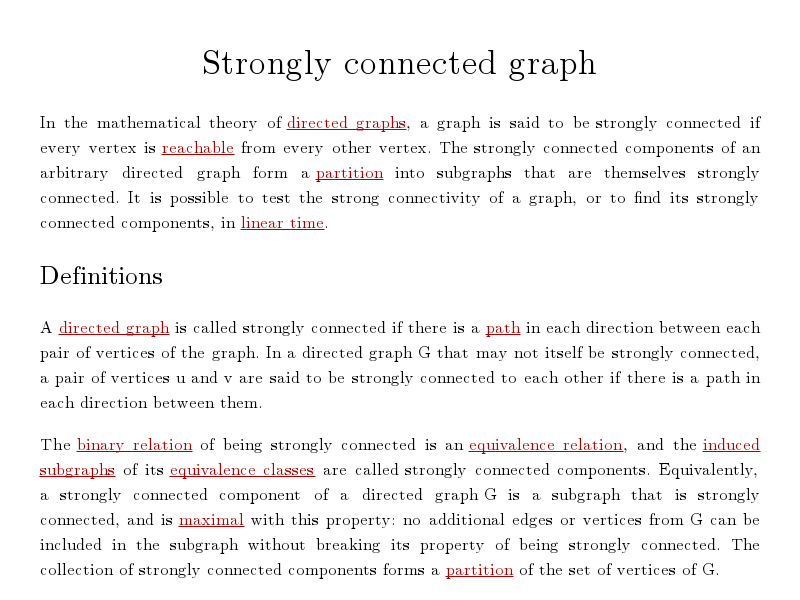 Strongly connected graph
In the mathematical theory of directed graphs, a graph is said to be strongly connected if
every vertex is reachable from every other vertex. The strongly connected components of an
arbitrary directed graph form a partition into subgraphs that are themselves strongly
connected. It is possible to test the strong connectivity of a graph, or to find its strongly
connected components, in linear time.
Definitions
A directed graph is called strongly connected if there is a path in each direction between each
pair of vertices of the graph. In a directed graph G that may not itself be strongly connected,
a pair of vertices u and v are said to be strongly connected to each other if there is a path in
each direction between them.
The binary relation of being strongly connected is an equivalence relation, and the induced
subgraphs of its equivalence classes are called strongly connected components. Equivalently,
a strongly connected component of a directed graph G is a subgraph that is strongly
connected, and is maximal with this property: no additional edges or vertices from G can be
included in the subgraph without breaking its property of being strongly connected. The
collection of strongly connected components forms a partition of the set of vertices of G.